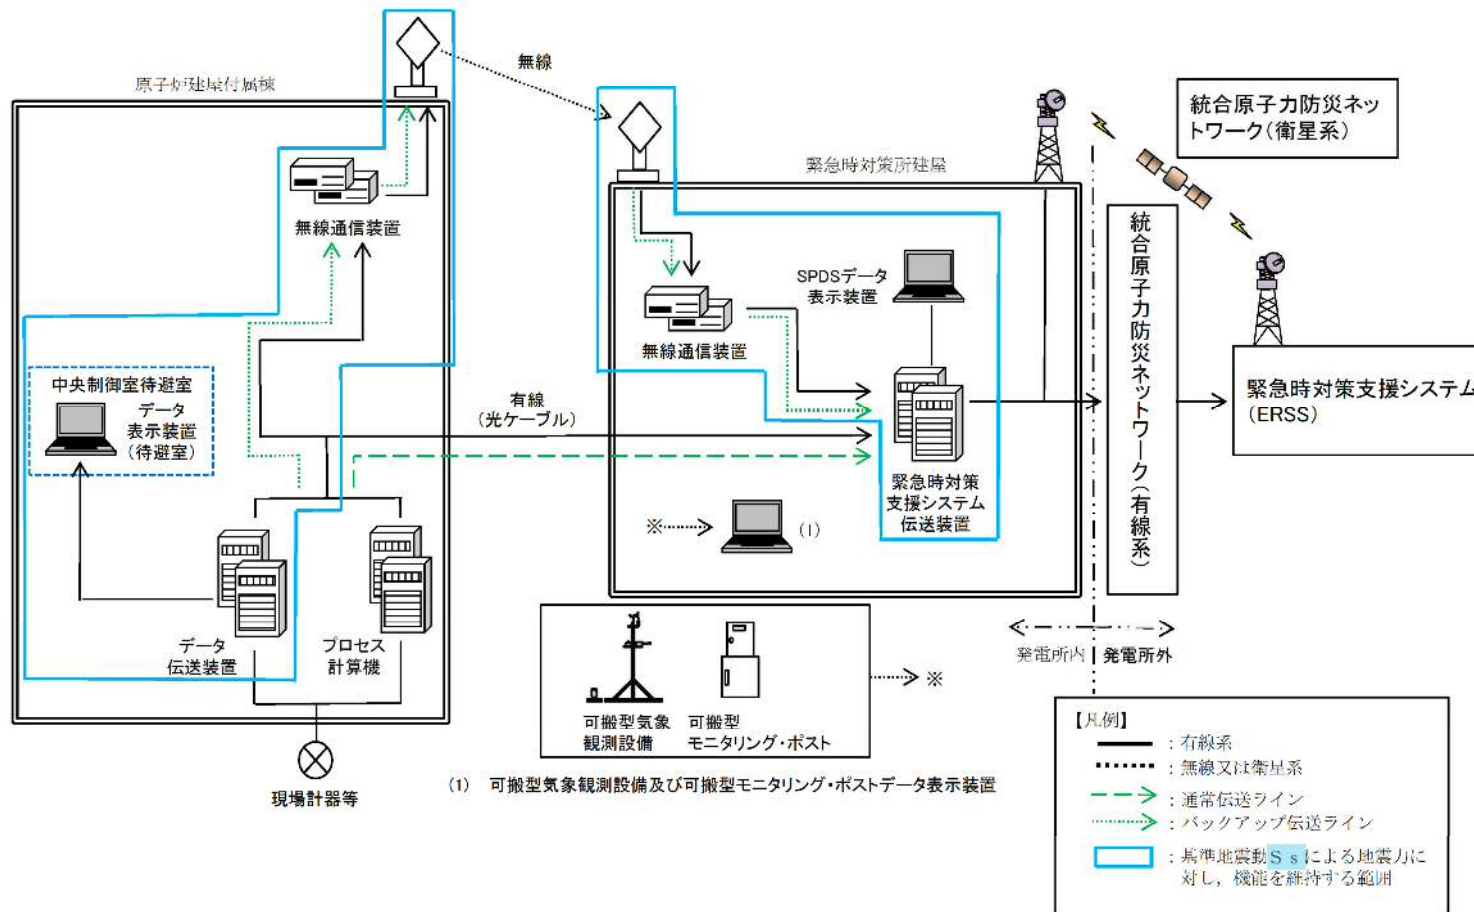 原子炉建屋付属棟
無線
無線通信装置
中央制御室待避室
データ
表示装置
(待避室)
データ
伝送装置
プロセス
計算機
現場計器等
有線
(光ケーブル)
緊急時対策所建屋
無線通信装置
SPDSデータ
表示装置
緊急時対策
支援システム
伝送装置
※
(1)
可搬型気象
観測設備
可搬型
モニタリング・ポスト
※
(1) 可搬型気象観測設備及び可搬型モニタリング・ポストデータ表示装置
統合原子力防災ネッ
トワーク(衛星系)
統合原子力防災ネットワーク(有線系)
緊急時対策支援システム
(ERSS)
発電所内
発電所外
【凡例】
:有線系
:無線又は衛星系
:通常伝送ライン
:バックアップ伝送ライン
:基準地震動Ssによる地震力に
対し,機能を維持する範囲